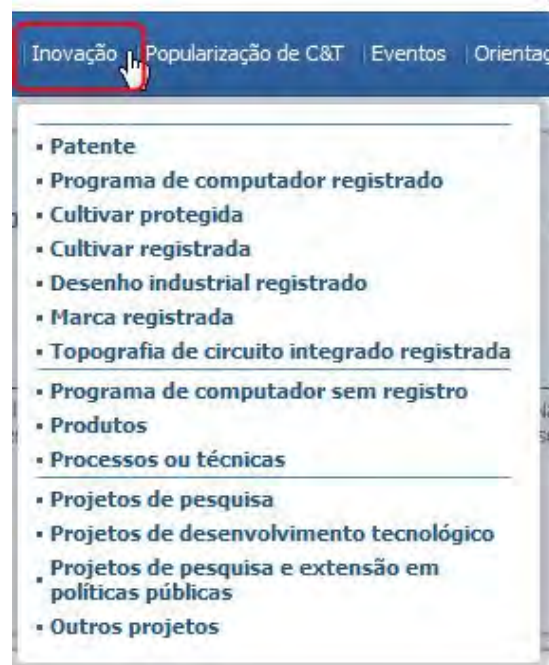 Inovação Popularização de C&T Eventos Orientaç
Patente
Programa de computador registrado
Cultivar protegida
Cultivar registrada
Desenho industrial registrado
Marca registrada
Topografia de circuito integrado registrada
Programa de computador sem registro
Produtos
Processos ou técnicas
Projetos de pesquisa
Projetos de desenvolvimento tecnológico
Projetos de pesquisa e extensão em
políticas públicas
Outros projetos